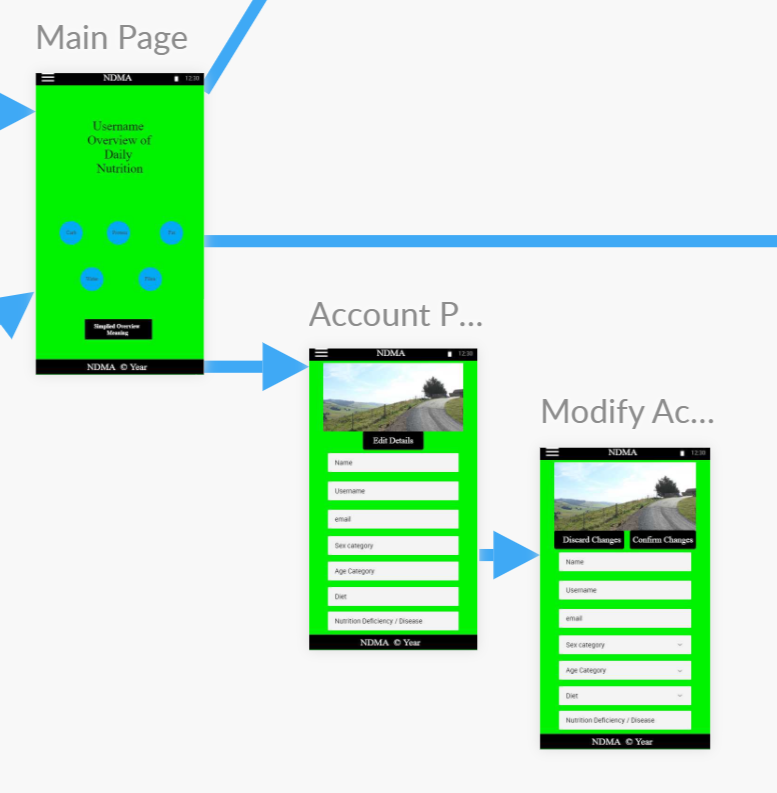 Main Page
NDMA 12:30
Username
Overview of
Daily
Nutrition
Simplied Overview
Meaning
NDMA © Year
Account P...
NDMA 12:30
Edit Details
Name
Username
email
Sex category
Age Category
Diet
Nutrition Deficiency / Disease
NDMA © Year
Modify Ac...
NDMA 12:30
Discard Changes Confirm Changes
Name
Username
email
Sex category
Age Category
Diet
Nutrition Deficiency / Disease
NDMA © Year